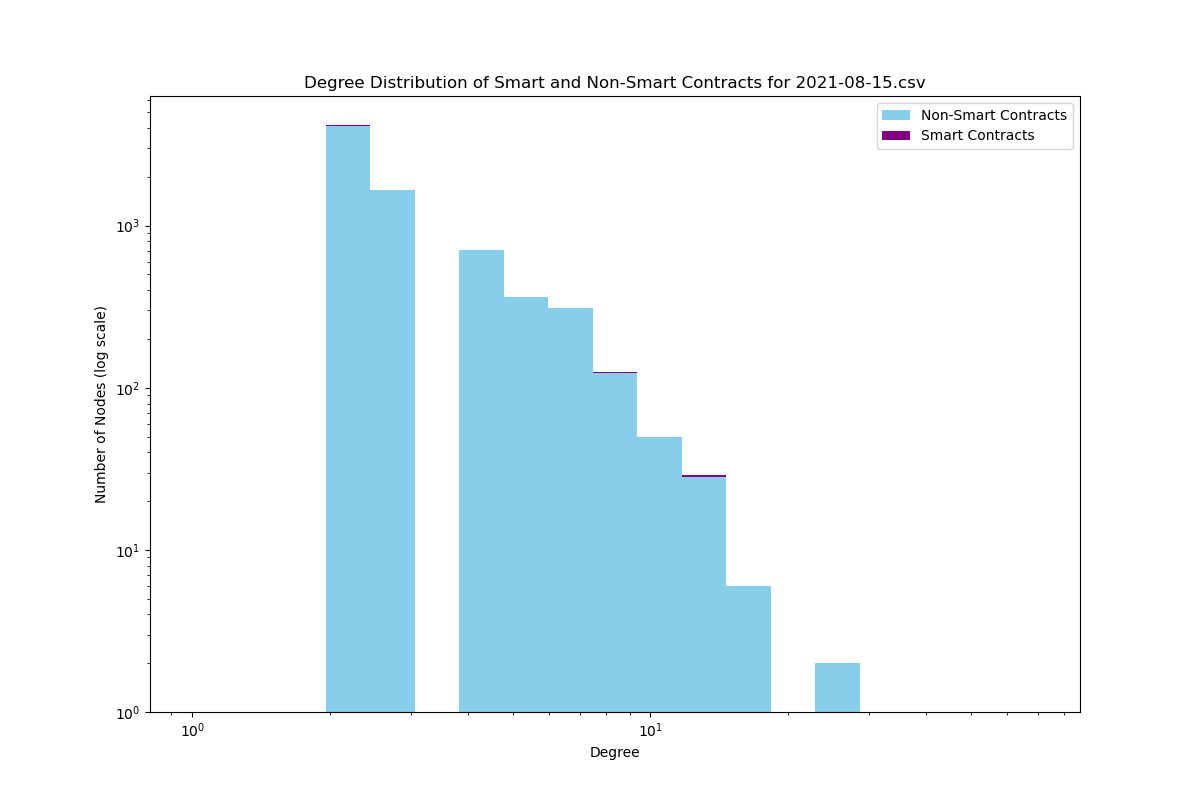 Degree Distribution of Smart and Non-Smart Contracts for 2021-08-15.csv
Non-Smart Contracts
Smart Contracts
Number of Nodes (log scale)
10³
10²
10¹
10⁰
10⁰
10¹
Degree